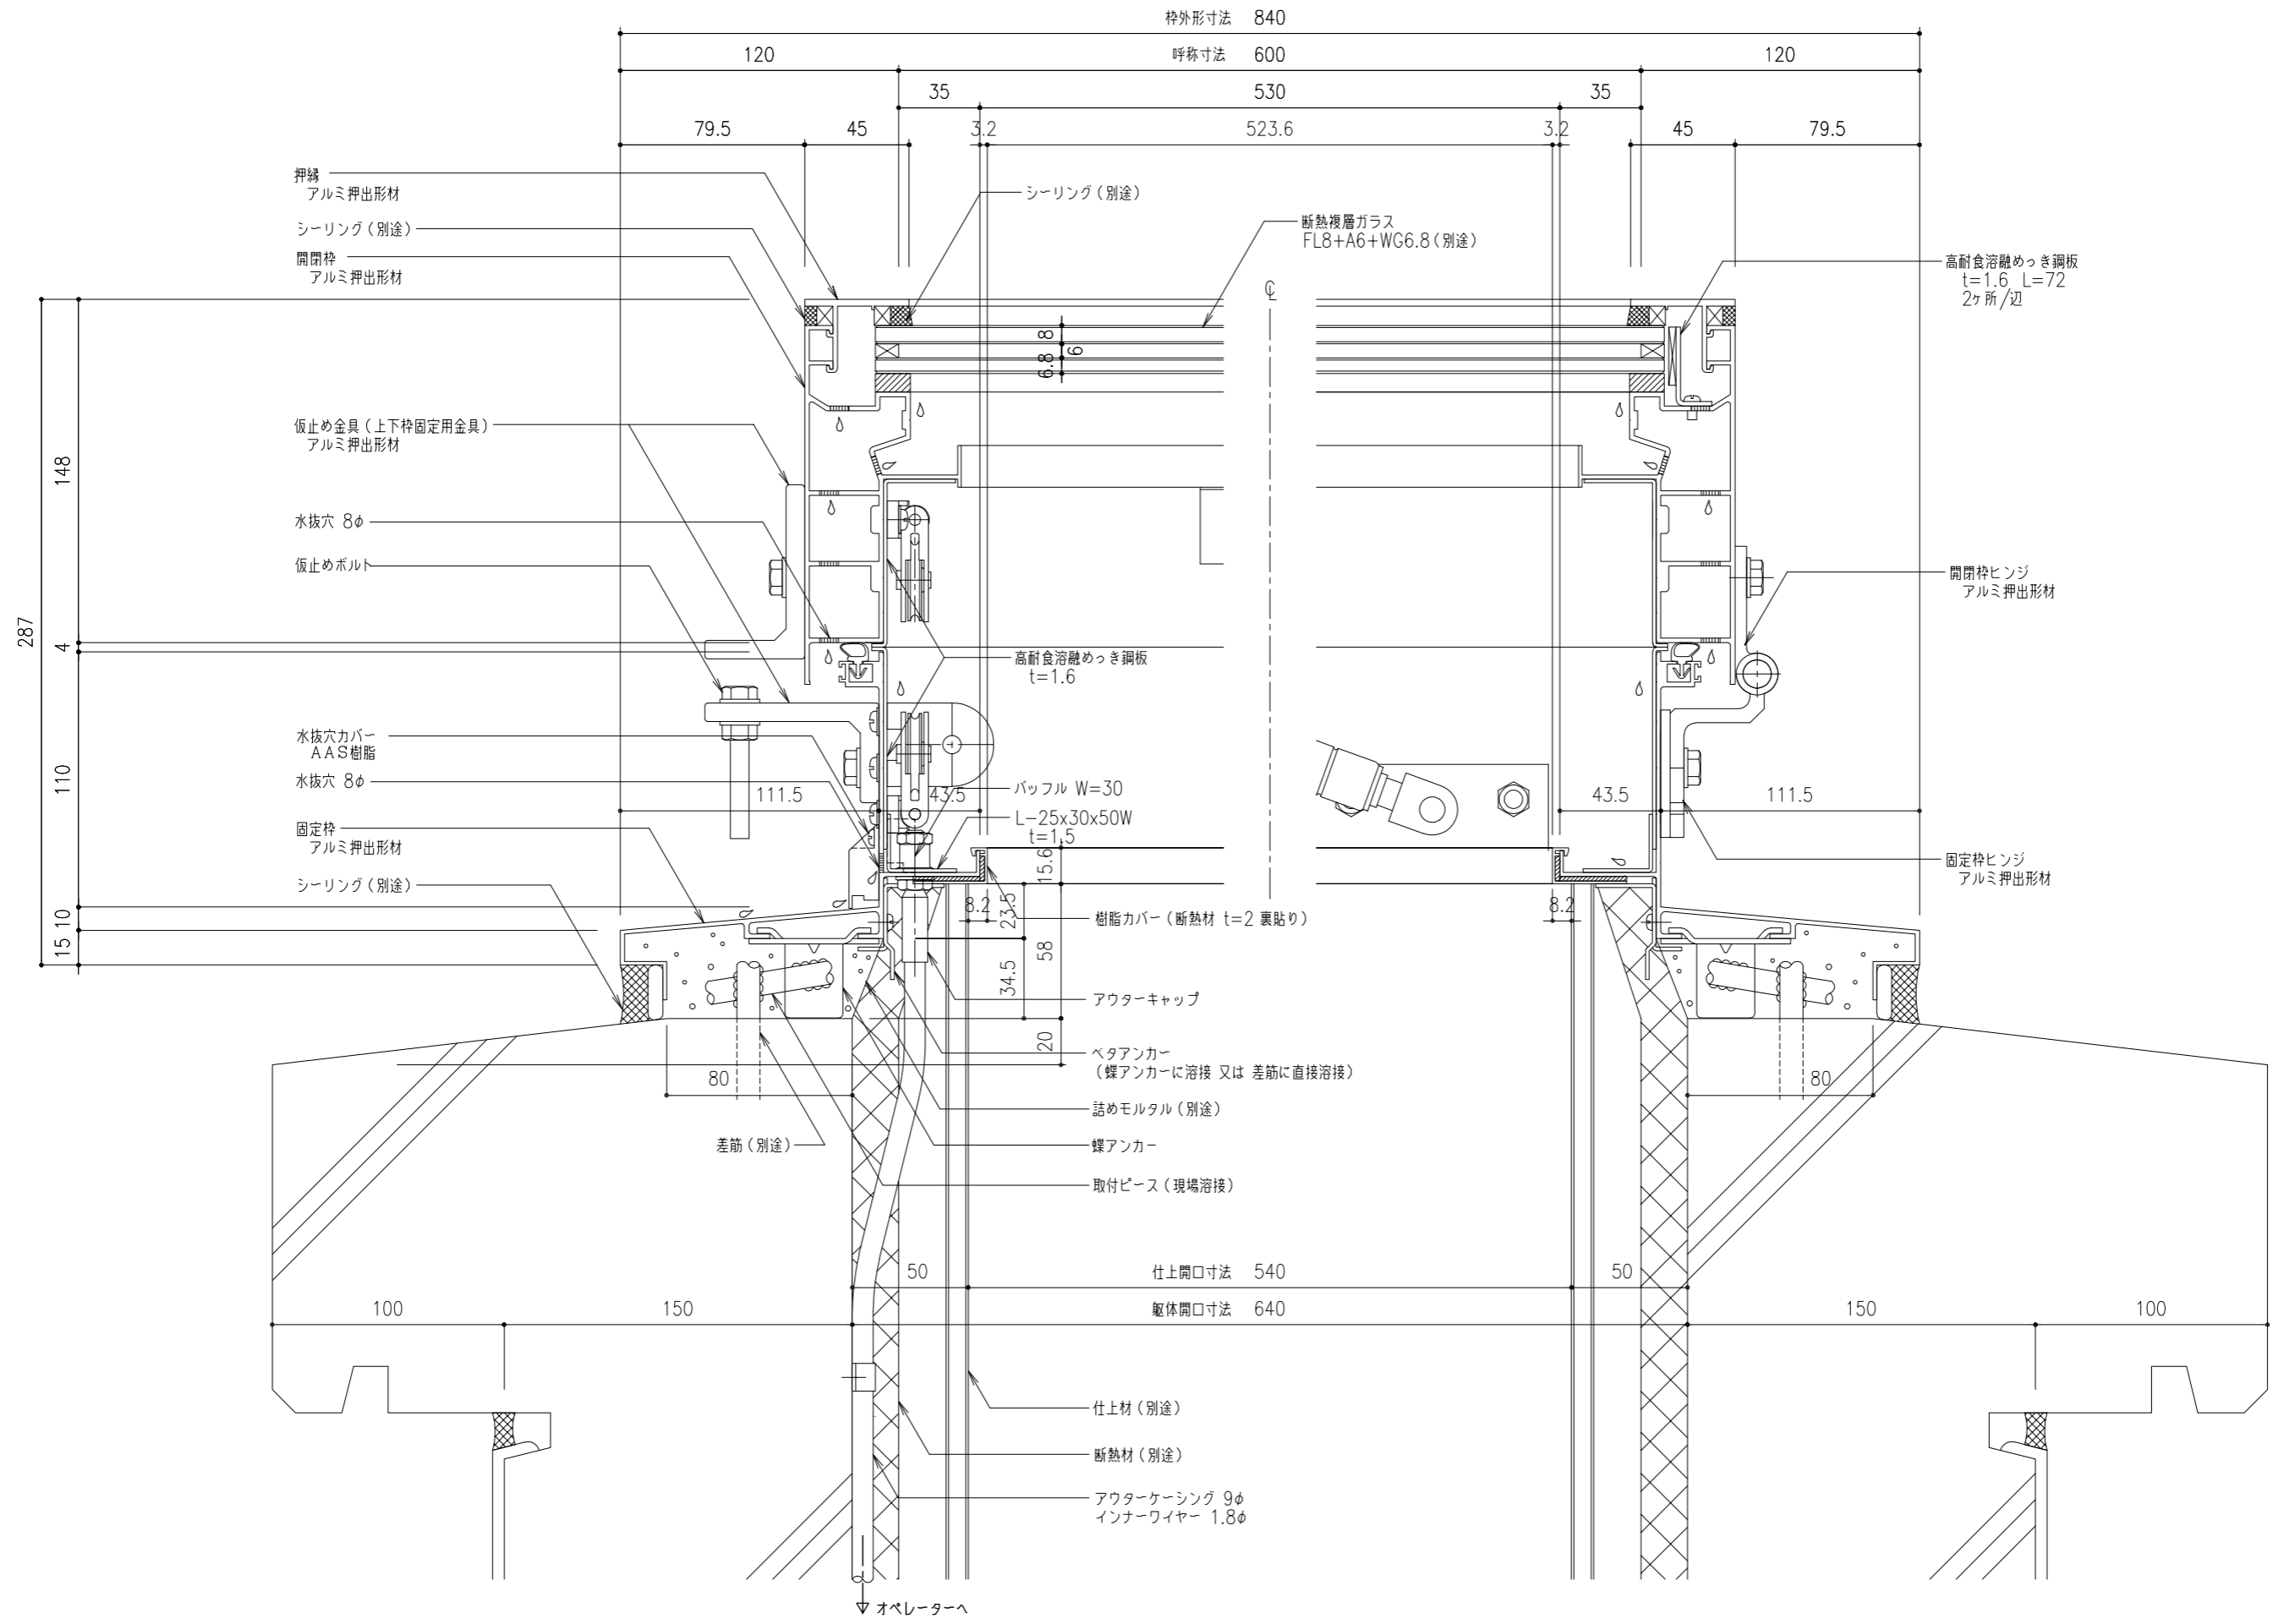 枠外形寸法 840
120 呼称寸法 600 120
35 530 35
79.5 45 3.2 523.6 3.2 45 79.5
押縁
アルミ押出形材
シーリング(別途)
シーリング(別途)
断熱複層ガラス
FL8+A6+WG6.8(別途)
開閉枠
アルミ押出形材
高耐食溶融めっき鋼板
t=1.6 L=72
2ヶ所/辺
℄
8
6
6.8
仮止め金具(上下枠固定用金具)
アルミ押出形材
148
水抜穴 8φ
仮止めボルト
開閉枠ヒンジ
アルミ押出形材
287
4
高耐食溶融めっき鋼板
t=1.6
水抜穴カバー
AAS樹脂
水抜穴 8φ
110
バッフル W=30
111.5 43.5 43.5 111.5
L-25x30x50W
t=1.5
固定枠
アルミ押出形材
15.6
固定枠ヒンジ
アルミ押出形材
シーリング(別途)
8.2 8.2
23.5
樹脂カバー(断熱材 t=2 裏貼り)
10
15
58
34.5
アウターキャップ
20
ベタアンカー
(蝶アンカーに溶接 又は 差筋に直接溶接)
80 80
詰めモルタル(別途)
差筋(別途)
蝶アンカー
取付ピース(現場溶接)
50 仕上開口寸法 540 50
100 150 躯体開口寸法 640 150 100
仕上材(別途)
断熱材(別途)
アウターケーシング 9φ
インナーワイヤー 1.8φ
オペレーターへ